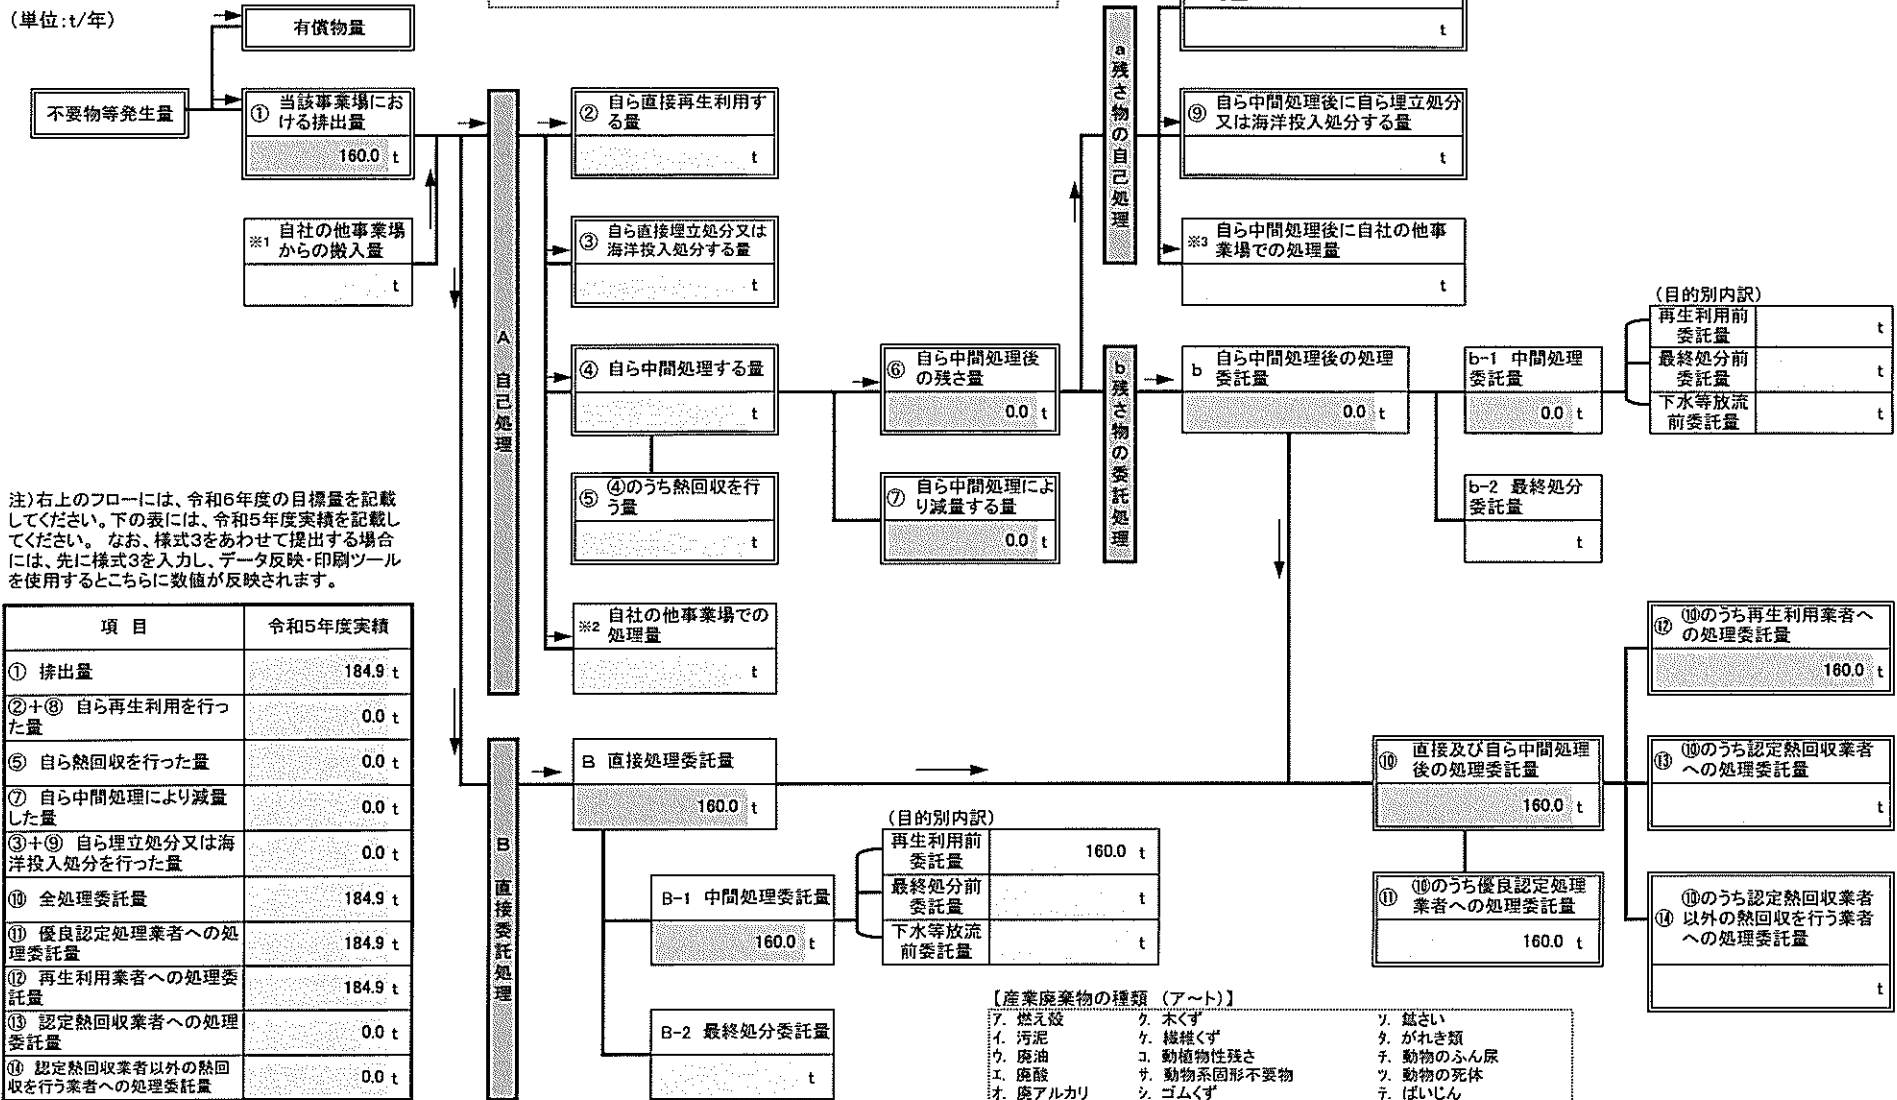 (単位:t/年)
有償物量
不要物等発生量
① 当該事業場にお
ける排出量
160.0 t
※1 自社の他事業場
からの搬入量
t
A 自己処理
② 自ら直接再生利用す
る量
t
③ 自ら直接埋立処分又は
海洋投入処分する量
t
④ 自ら中間処理する量
t
⑤ ④のうち熱回収を行
う量
t
※2 自社の他事業場での
処理量
t
⑥ 自ら中間処理後
の残さ量
0.0 t
⑦ 自ら中間処理によ
り減量する量
0.0 t
a 残さ物の自己処理
t
⑨ 自ら中間処理後に自ら埋立処分
又は海洋投入処分する量
t
※3 自ら中間処理後に自社の他事
業場での処理量
t
b 残さ物の委託処理
b 自ら中間処理後の処理
委託量
0.0 t
b-1 中間処理
委託量
0.0 t
(目的別内訳)
再生利用前
委託量
t
最終処分前
委託量
t
下水等放流
前委託量
t
b-2 最終処分
委託量
t
注)右上のフローには、令和6年度の目標量を記載
してください。下の表には、令和5年度実績を記載し
てください。 なお、様式3をあわせて提出する場合
には、先に様式3を入力し、データ反映・印刷ツール
を使用するとこちらに数値が反映されます。
項 目 令和5年度実績
① 排出量 184.9 t
②+⑧ 自ら再生利用を行っ
た量 0.0 t
⑤ 自ら熱回収を行った量 0.0 t
⑦ 自ら中間処理により減量
した量 0.0 t
③+⑨ 自ら埋立処分又は海
洋投入処分を行った量 0.0 t
⑩ 全処理委託量 184.9 t
⑪ 優良認定処理業者への処
理委託量 184.9 t
⑫ 再生利用業者への処理委
託量 184.9 t
⑬ 認定熱回収業者への処理
委託量 0.0 t
⑭ 認定熱回収業者以外の熱回
収を行う業者への処理委託量 0.0 t
B 直接委託処理
B 直接処理委託量
160.0 t
B-1 中間処理委託量
160.0 t
(目的別内訳)
再生利用前
委託量
160.0 t
最終処分前
委託量
t
下水等放流
前委託量
t
B-2 最終処分委託量
t
⑩ 直接及び自ら中間処理
後の処理委託量
160.0 t
⑪ ⑩のうち優良認定処理
業者への処理委託量
160.0 t
⑫ ⑩のうち再生利用業者へ
の処理委託量
160.0 t
⑬ ⑩のうち認定熱回収業者
への処理委託量
t
⑭ ⑩のうち認定熱回収業者
以外の熱回収を行う業者
への処理委託量
t
【産業廃棄物の種類 (ア~ト)】
ア. 燃え殻 ク. 木くず ソ. 鉱さい
イ. 汚泥 ケ. 繊維くず タ. がれき類
ウ. 廃油 コ. 動植物性残さ チ. 動物のふん尿
エ. 廃酸 サ. 動物系固形不要物 ツ. 動物の死体
オ. 廃アルカリ シ. ゴムくず テ. ばいじん